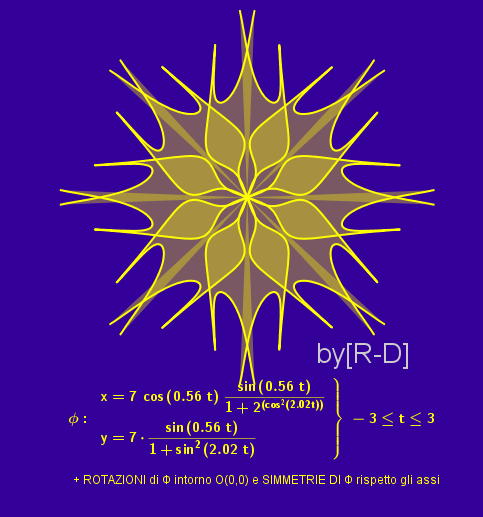 by[R-D]
ϕ : x = 7 cos (0.56 t) sin (0.56 t) / 1 + 2^(cos²(2.02t))
y = 7 · sin (0.56 t) / 1 + sin² (2.02 t) } − 3 ≤ t ≤ 3
+ ROTAZIONI di Φ intorno O(0,0) e SIMMETRIE DI Φ rispetto gli assi